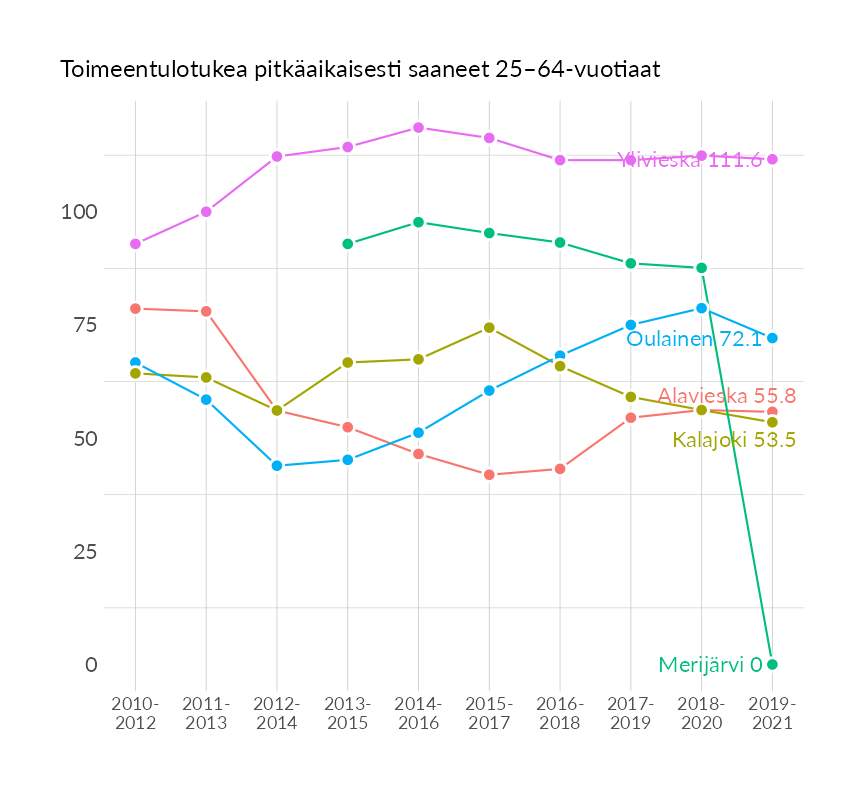 Toimeentulotukea pitkäaikaisesti saaneet 25–64-vuotiaat
Ylivieska 111.6
100
75
Oulainen 72.1
Alavieska 55.8
50
Kalajoki 53.5
25
0
Merijärvi 0
2010- 2011- 2012- 2013- 2014- 2015- 2016- 2017- 2018- 2019-
2012 2013 2014 2015 2016 2017 2018 2019 2020 2021